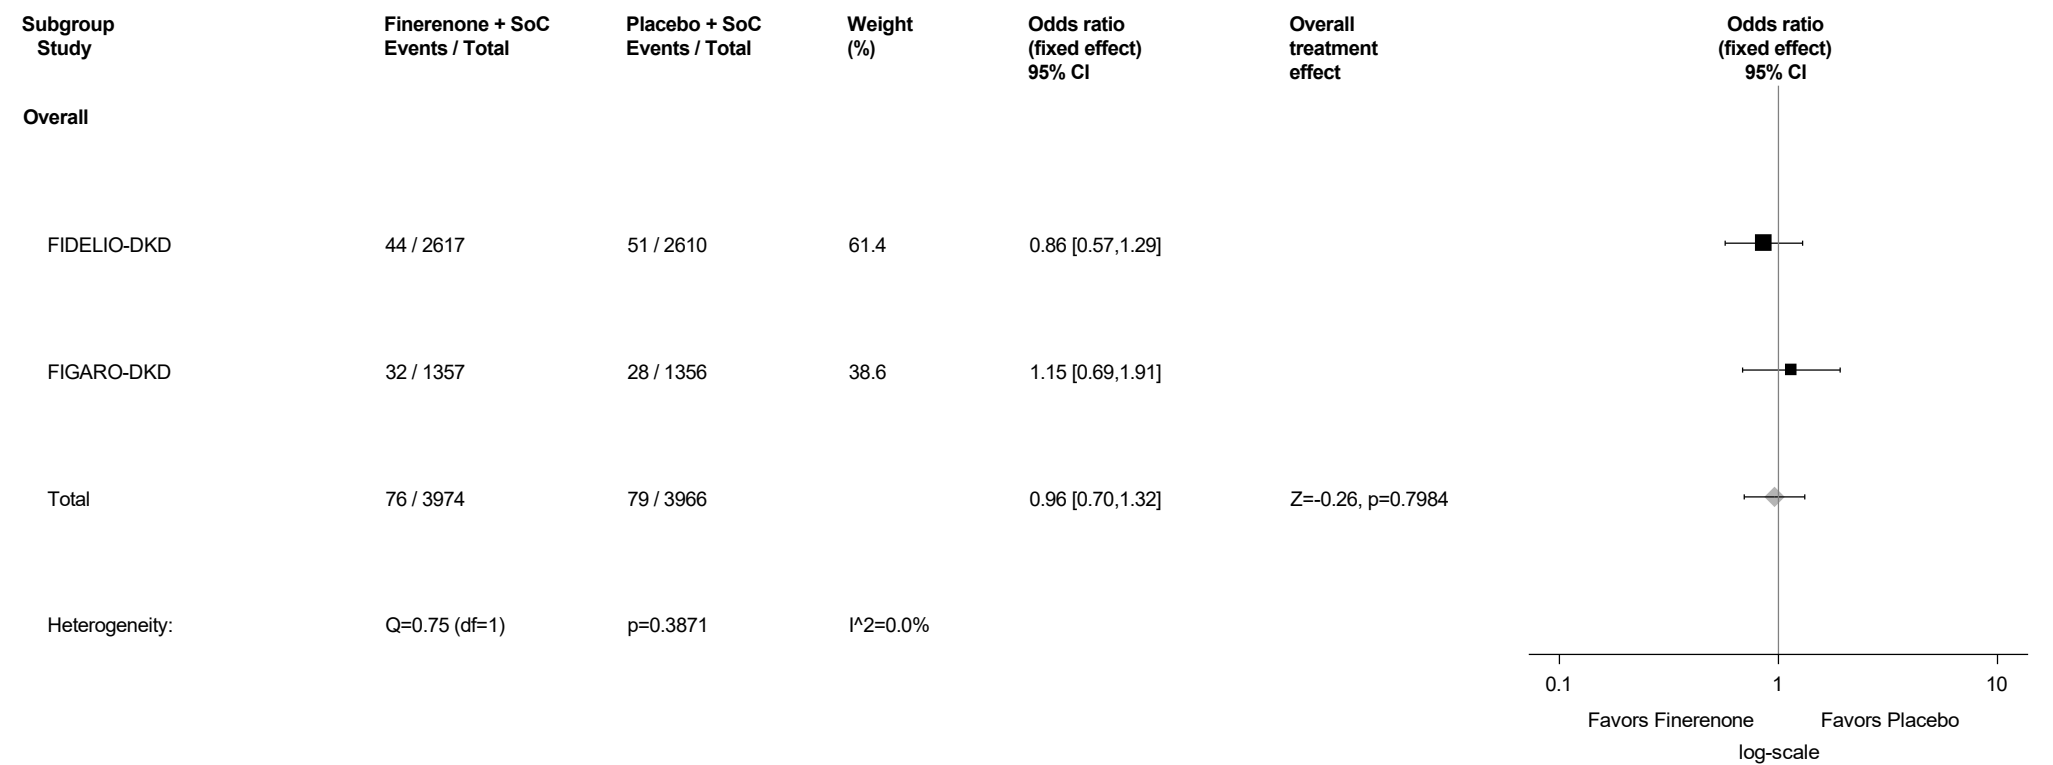 Subgroup Finerenone + SoC Placebo + SoC Weight Odds ratio Overall Odds ratio
Study Events / Total Events / Total (%) (fixed effect) treatment (fixed effect)
95% CI effect 95% CI
Overall
FIDELIO-DKD 44 / 2617 51 / 2610 61.4 0.86 [0.57,1.29]
FIGARO-DKD 32 / 1357 28 / 1356 38.6 1.15 [0.69,1.91]
Total 76 / 3974 79 / 3966 0.96 [0.70,1.32] Z=-0.26, p=0.7984
Heterogeneity: Q=0.75 (df=1) p=0.3871 I^2=0.0%
0.1 1 10
Favors Finerenone Favors Placebo
log-scale